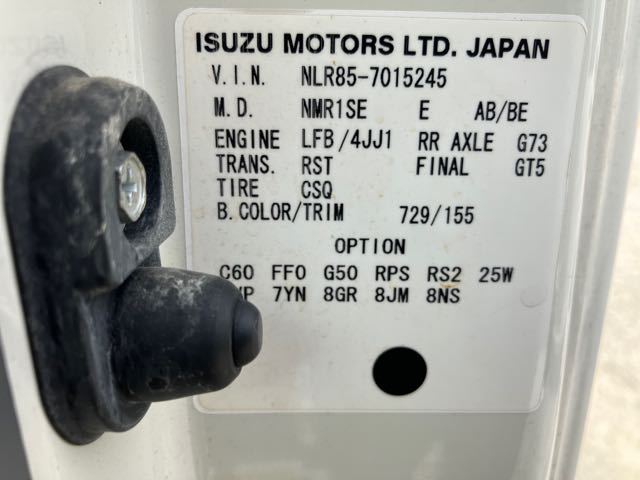 ISUZU MOTORS LTD. JAPAN
V.I.N. NLR85-7015245
M.D. NMR1SE E AB/BE
ENGINE LFB/4JJ1 RR AXLE G73
TRANS. RST FINAL GT5
TIRE CSQ
B.COLOR/TRIM 729/155
OPTION
C60 FF0 G50 RPS RS2 25W
7YN 8GR 8JM 8NS